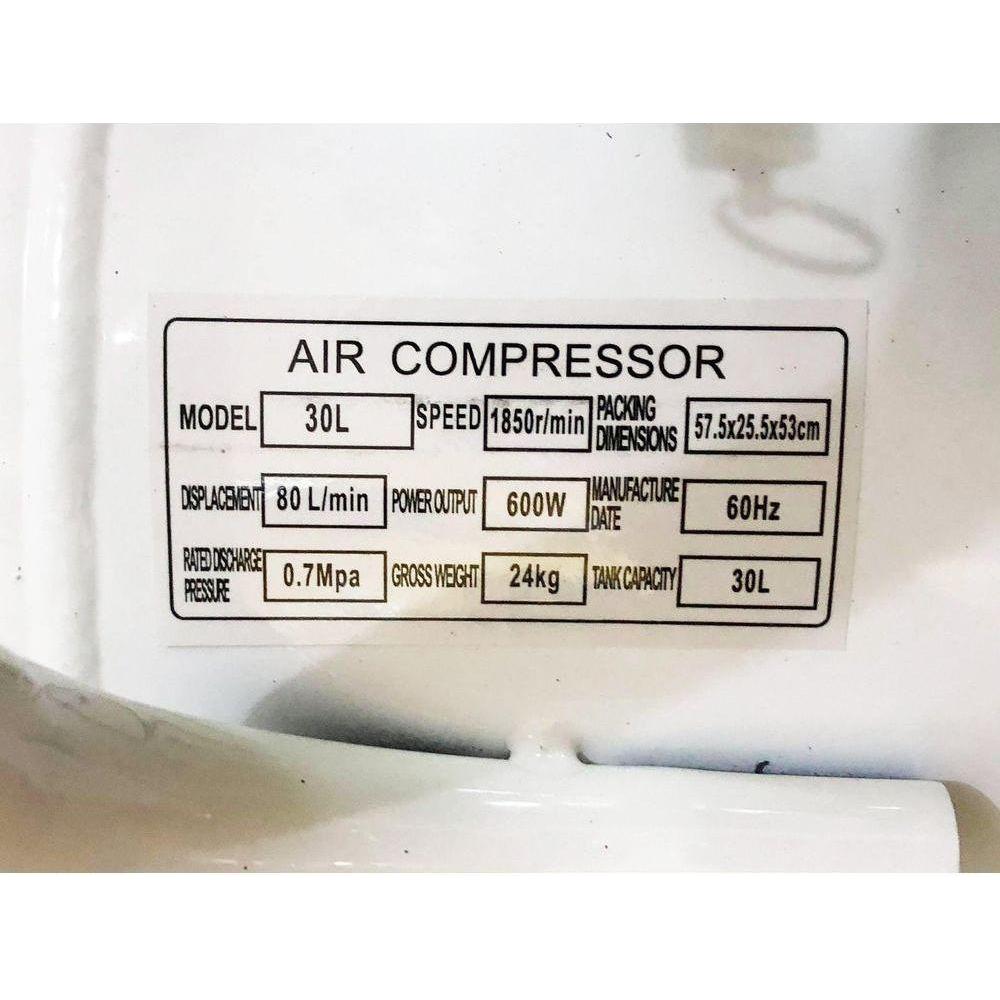 AIR COMPRESSOR
MODEL 30L SPEED 1850r/min PACKING DIMENSIONS 57.5x25.5x53cm
DISPLACEMENT 80 L/min POWER OUTPUT 600W MANUFACTURE DATE 60Hz
RATED DISCHARGE PRESSURE 0.7Mpa GROSS WEIGHT 24kg TANK CAPACITY 30L